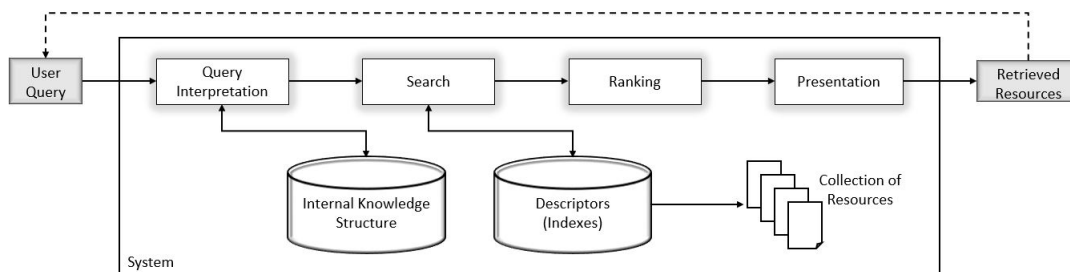 User
Query
Query
Interpretation
Search
Ranking
Presentation
Retrieved
Resources
Internal Knowledge
Structure
Descriptors
(Indexes)
Collection of
Resources
System